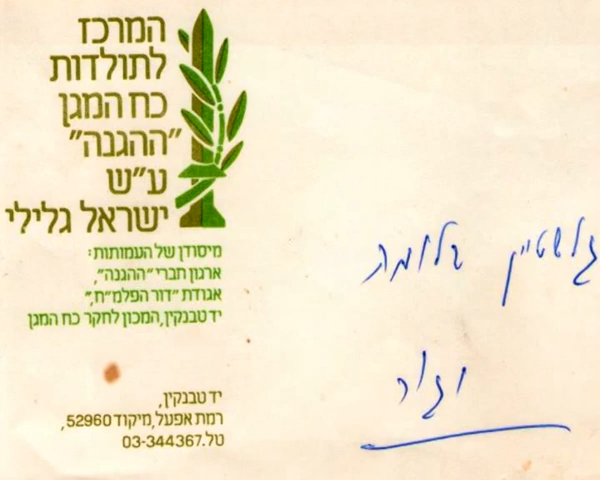 המרכז
לתולדות
כח המגן
"ההגנה"
ע"ש
ישראל גלילי
מיסודן של העמותות:
ארגון חברי "ההגנה",
אגודת "דור הפלמ"ח",
יד טבנקין, המכון לחקר כח המגן
יד טבנקין,
רמת אפעל, מיקוד 52960,
טל. 03-344367
יגור